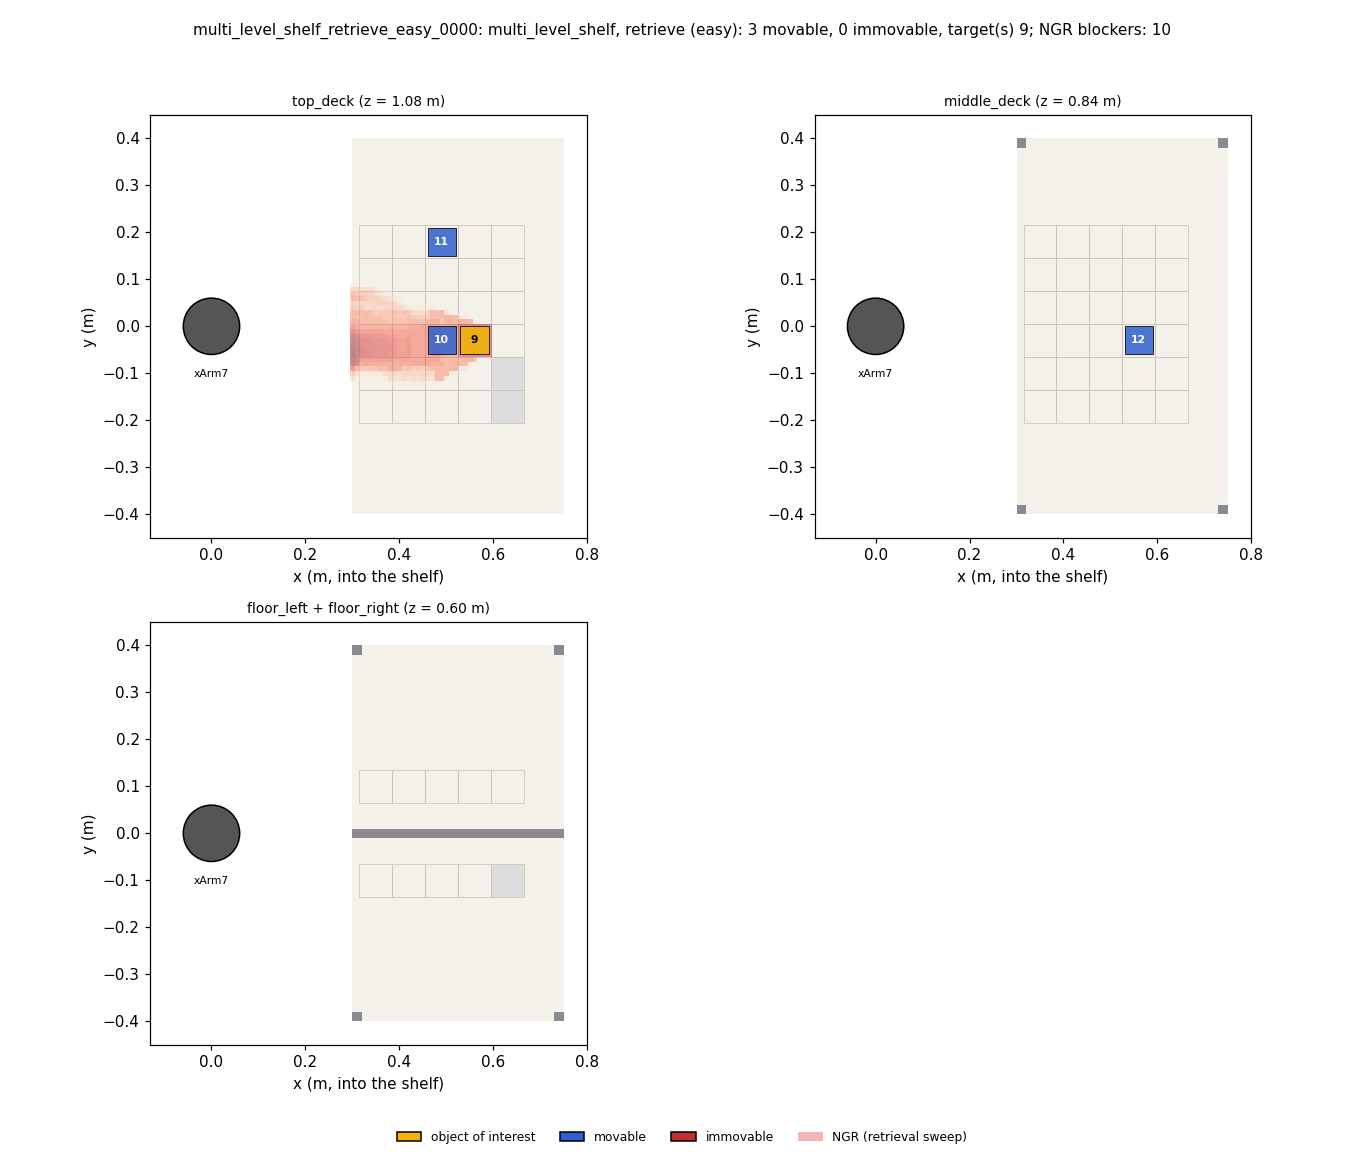 multi_level_shelf_retrieve_easy_0000: multi_level_shelf, retrieve (easy): 3 movable, 0 immovable, target(s) 9; NGR blockers: 10
top_deck (z = 1.08 m)
0.4
0.3
0.2
0.1
0.0
−0.1
−0.2
−0.3
−0.4
y (m)
xArm7
11
10
9
0.0
0.2
0.4
0.6
0.8
x (m, into the shelf)
middle_deck (z = 0.84 m)
0.4
0.3
0.2
0.1
0.0
−0.1
−0.2
−0.3
−0.4
y (m)
xArm7
12
0.0
0.2
0.4
0.6
0.8
x (m, into the shelf)
floor_left + floor_right (z = 0.60 m)
0.4
0.3
0.2
0.1
0.0
−0.1
−0.2
−0.3
−0.4
y (m)
xArm7
0.0
0.2
0.4
0.6
0.8
x (m, into the shelf)
object of interest
movable
immovable
NGR (retrieval sweep)